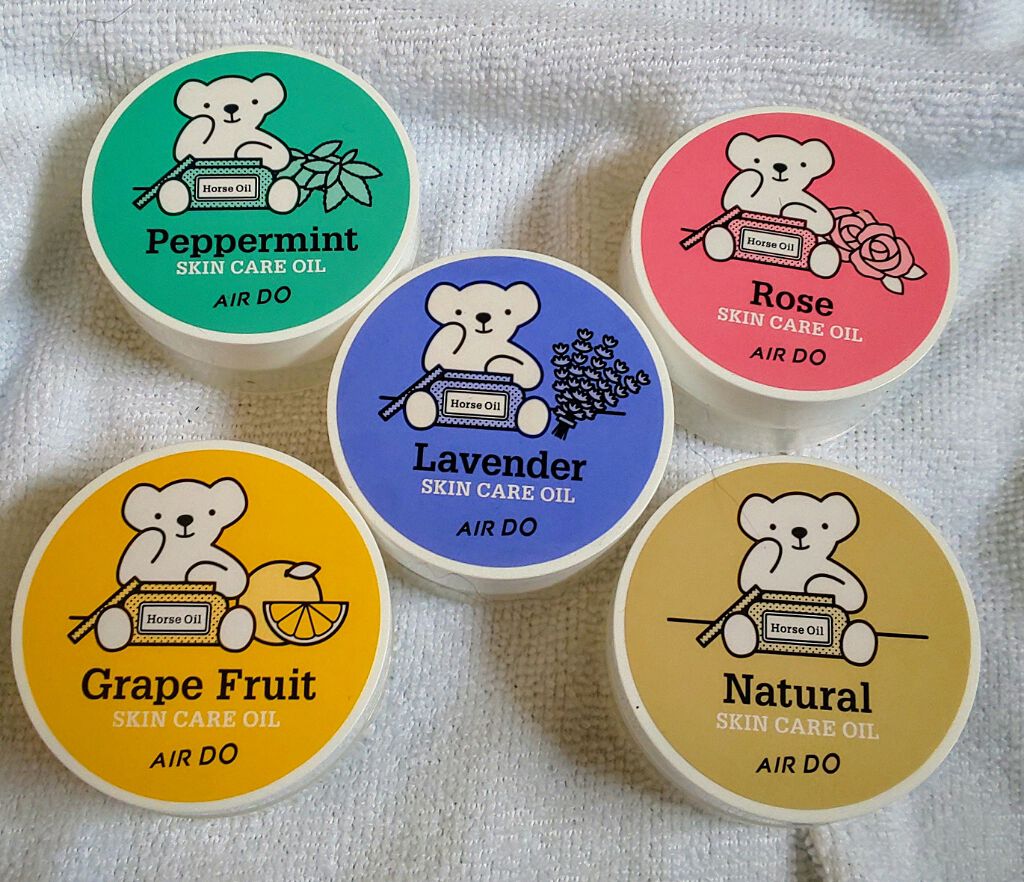 Horse Oil
Peppermint
SKIN CARE OIL
AIR DO
Horse Oil
Rose
SKIN CARE OIL
AIR DO
Horse Oil
Lavender
SKIN CARE OIL
AIR DO
Horse Oil
Grape Fruit
SKIN CARE OIL
AIR DO
Horse Oil
Natural
SKIN CARE OIL
AIR DO